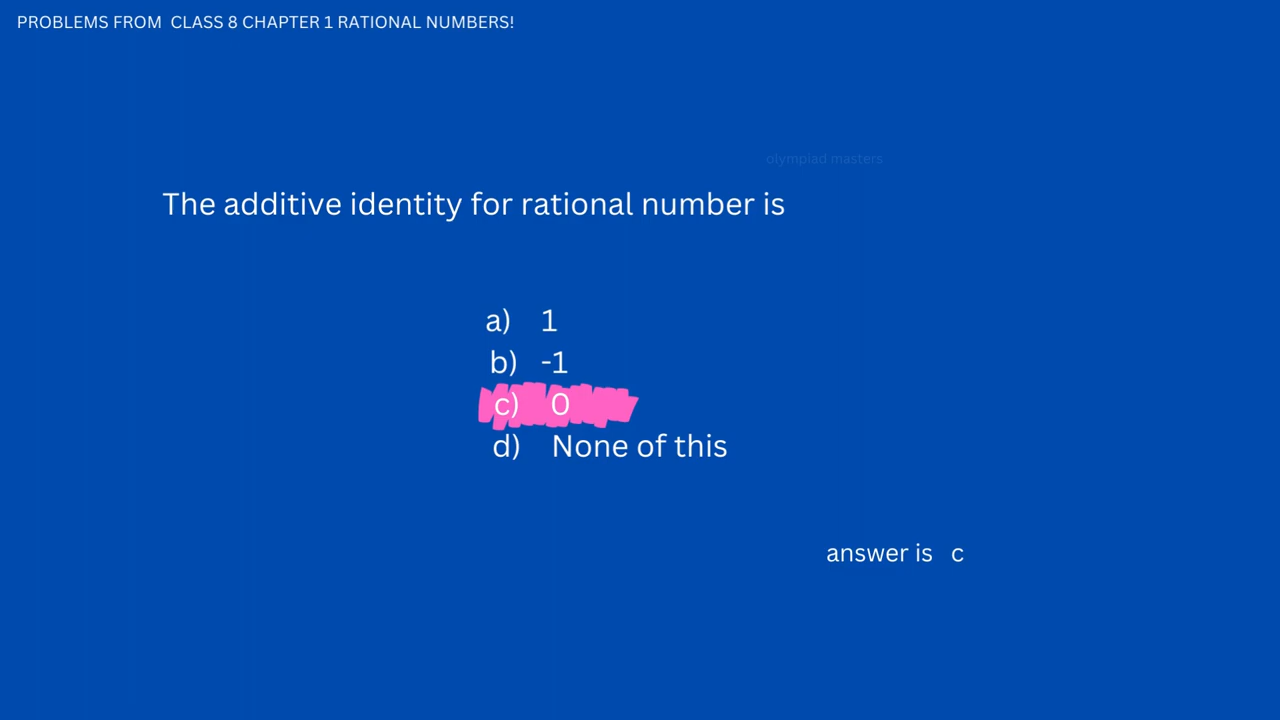 PROBLEMS FROM CLASS 8 CHAPTER 1 RATIONAL NUMBERS!
olympiad masters
The additive identity for rational number is
a) 1
b) -1
c) 0
d) None of this
answer is c